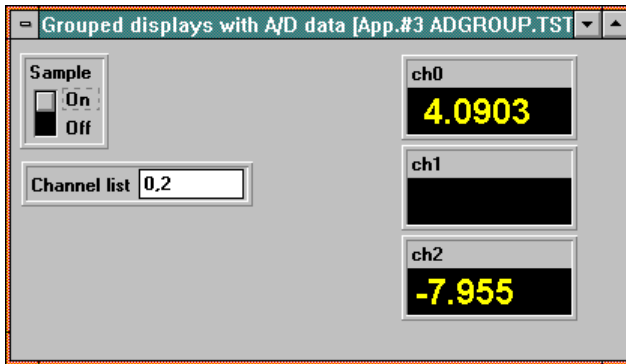 Grouped displays with A/D data [App.#3 ADGROUP.TST
Sample
On
Off
Channel list 0,2
ch0
4.0903
ch1
ch2
-7.955